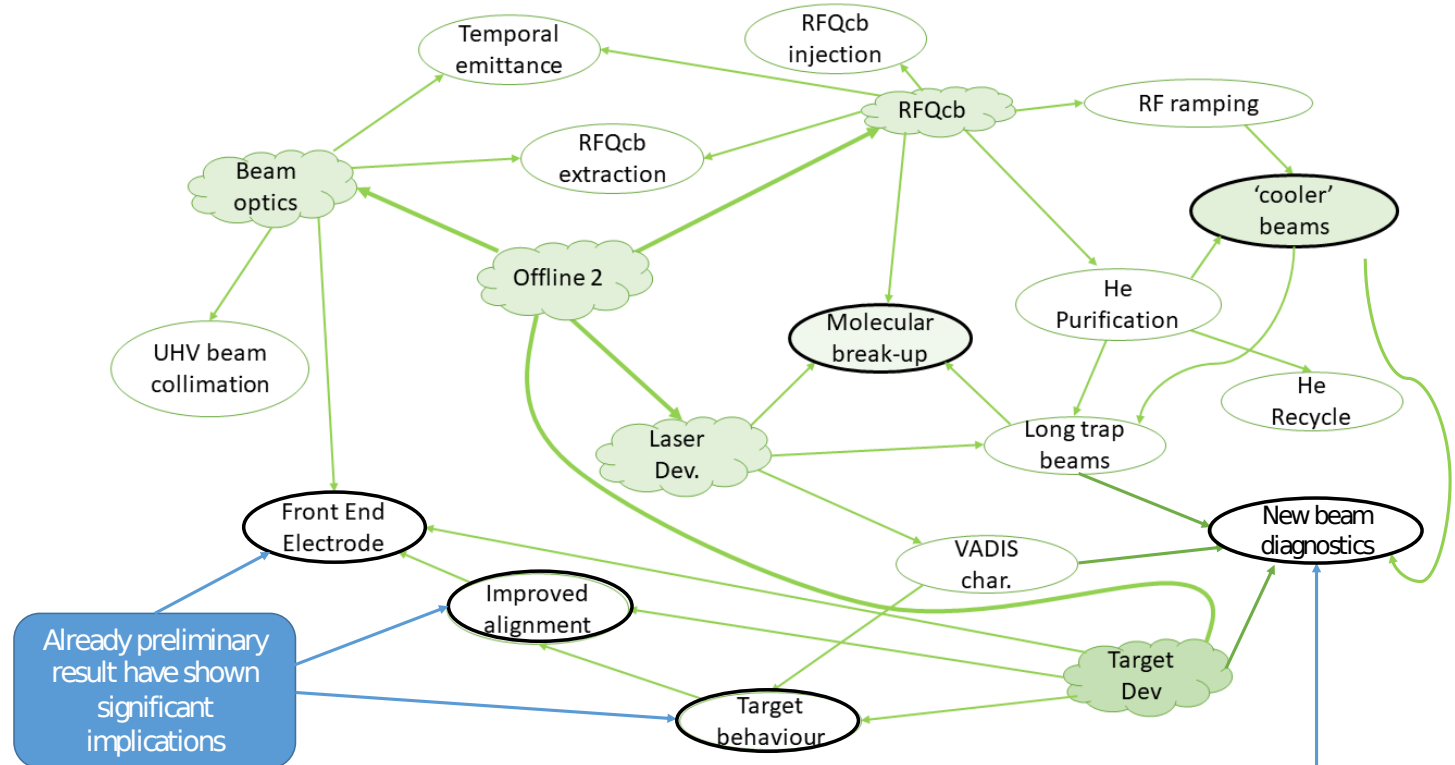 Temporal
emittance
RFQcb
injection
RFQcb
RF ramping
RFQcb
extraction
Beam
optics
'cooler'
beams
Offline 2
He
Purification
Molecular
break-up
UHV beam
collimation
He
Recycle
Laser
Dev.
Long trap
beams
Front End
Electrode
New beam
diagnostics
VADIS
char.
Improved
alignment
Already preliminary
result have shown
significant
implications
Target
Dev
Target
behaviour